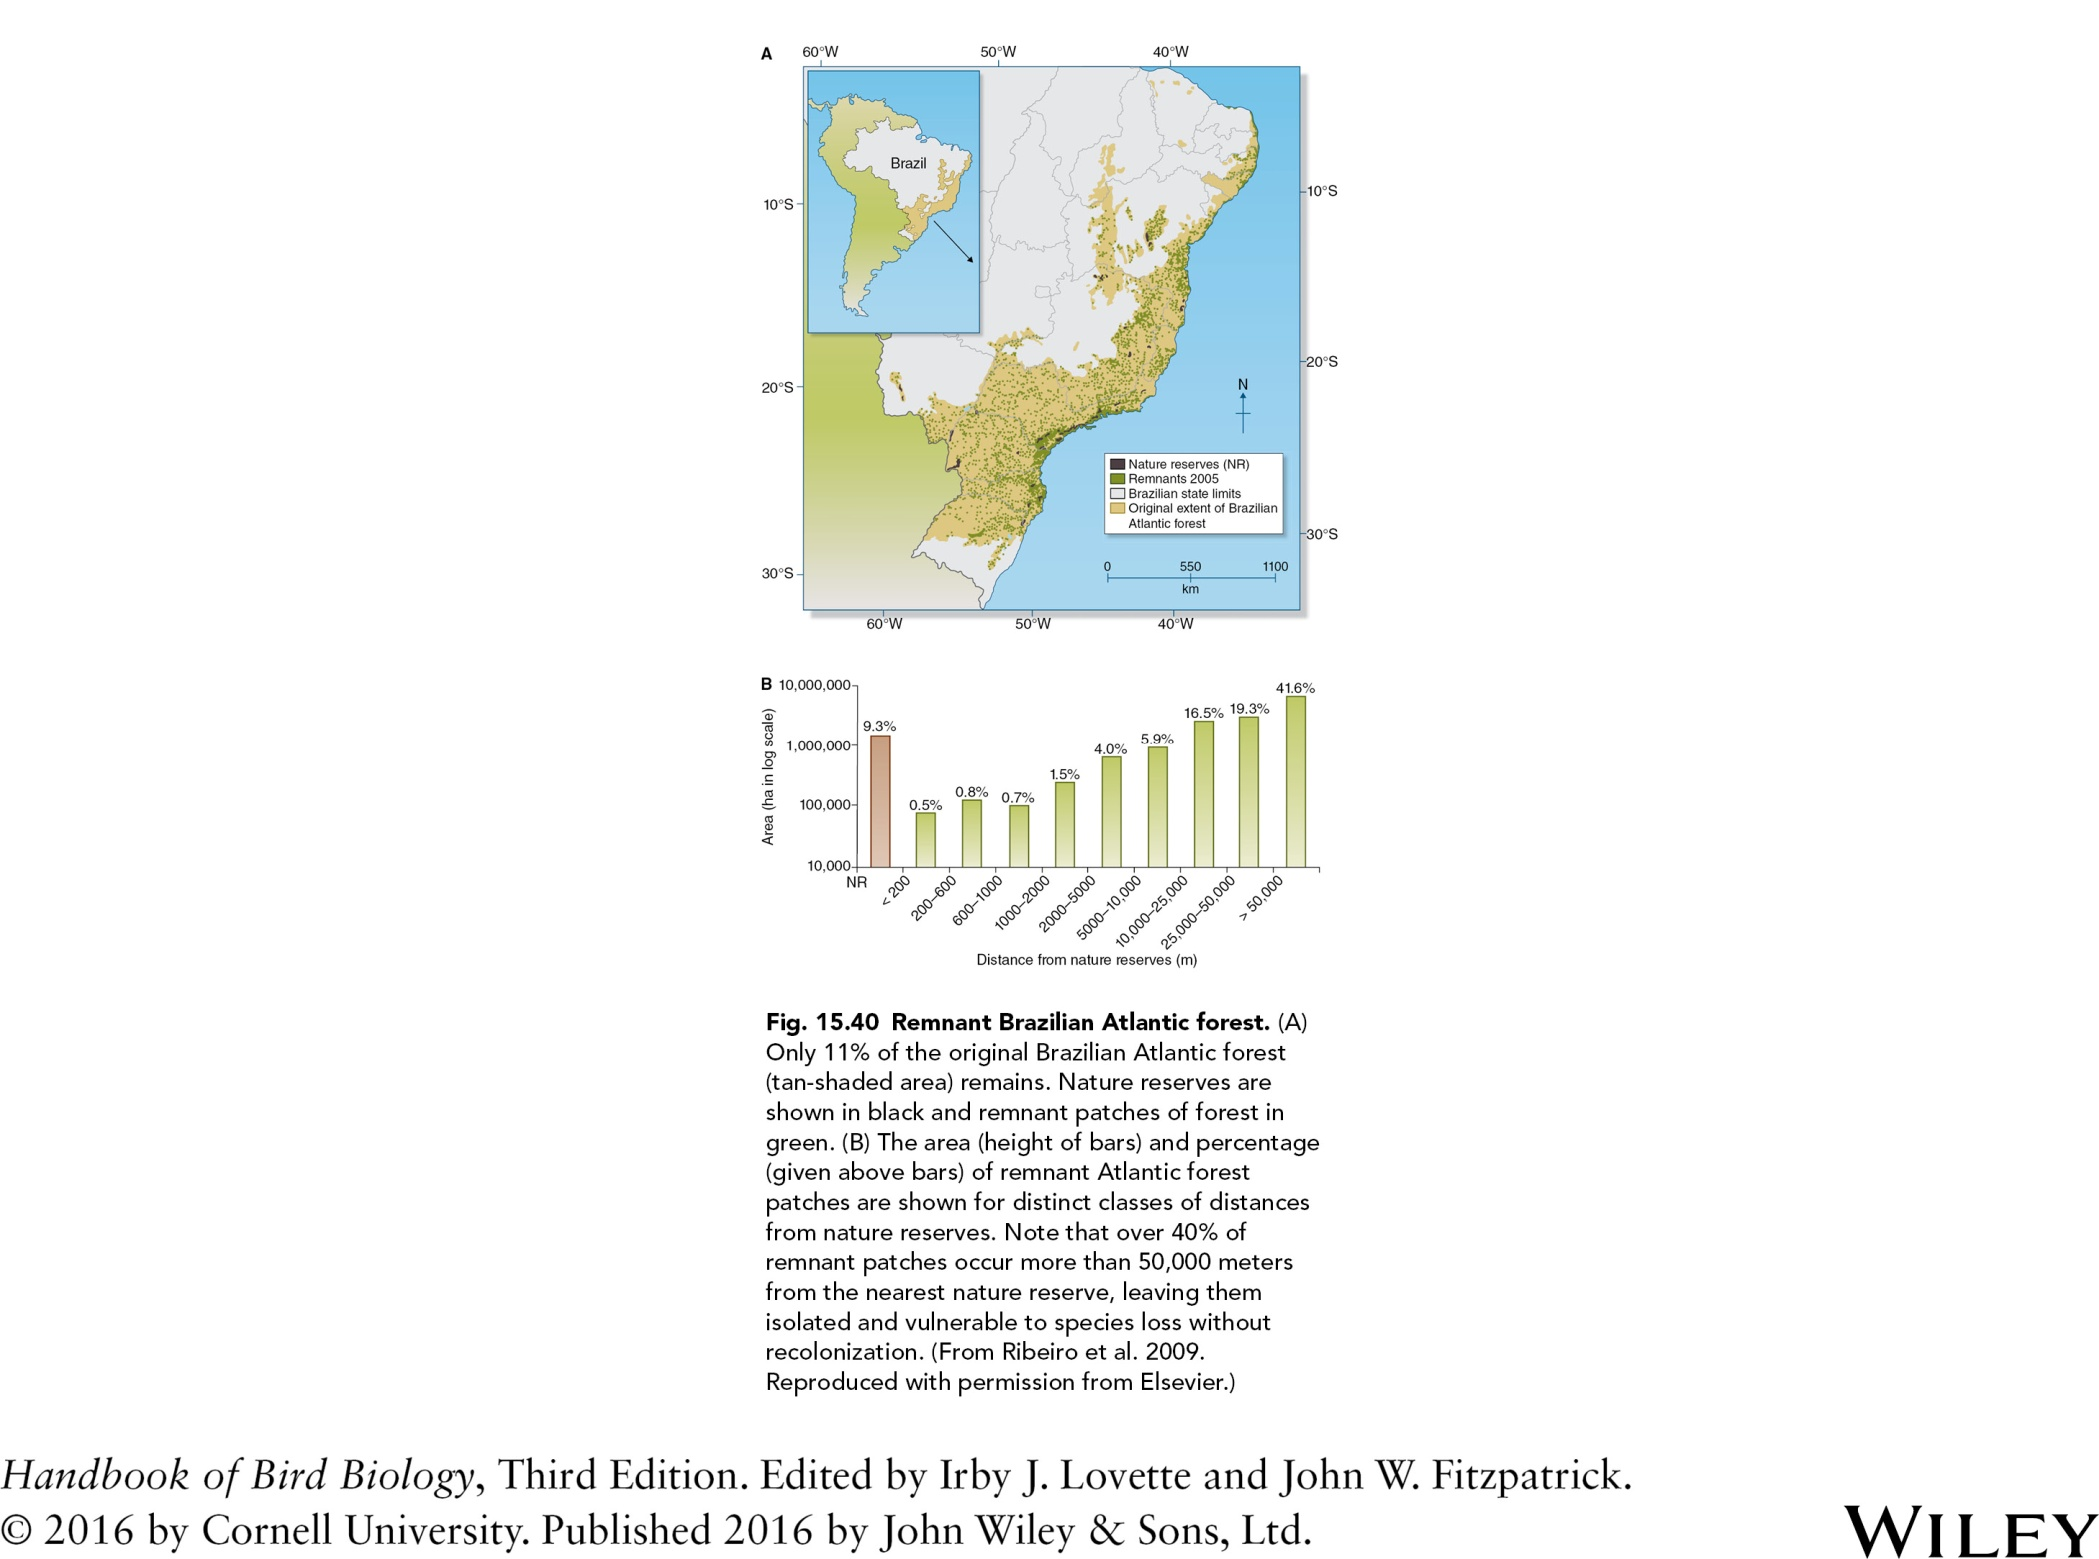 A 60°W 50°W 40°W
Brazil
10°S
10°S
20°S
20°S
N
Nature reserves (NR)
Remnants 2005
Brazilian state limits
Original extent of Brazilian
Atlantic forest
30°S
0 550 1100
km
30°S
60°W 50°W 40°W
B
Area (ha in log scale)
10,000,000
1,000,000
100,000
10,000
9.3% 0.5% 0.8% 0.7% 1.5% 4.0% 5.9% 16.5% 19.3% 41.6%
NR < 200 200–600 600–1000 1000–2000 2000–5000 5000–10,000 10,000–25,000 25,000–50,000 > 50,000
Distance from nature reserves (m)
Fig. 15.40 Remnant Brazilian Atlantic forest. (A)
Only 11% of the original Brazilian Atlantic forest
(tan-shaded area) remains. Nature reserves are
shown in black and remnant patches of forest in
green. (B) The area (height of bars) and percentage
(given above bars) of remnant Atlantic forest
patches are shown for distinct classes of distances
from nature reserves. Note that over 40% of
remnant patches occur more than 50,000 meters
from the nearest nature reserve, leaving them
isolated and vulnerable to species loss without
recolonization. (From Ribeiro et al. 2009.
Reproduced with permission from Elsevier.)
Handbook of Bird Biology, Third Edition. Edited by Irby J. Lovette and John W. Fitzpatrick.
© 2016 by Cornell University. Published 2016 by John Wiley & Sons, Ltd.
WILEY